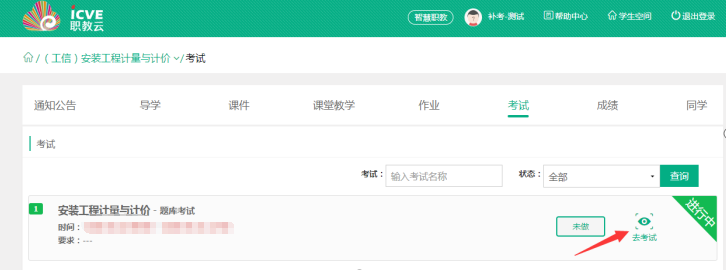 iCVE
职教云
智慧职教 补考-测试 帮助中心 学生空间 退出登录
/ (工信) 安装工程计量与计价 / 考试
通知公告 导学 课件 课堂教学 作业 考试 成绩 同学
考试
考试： 输入考试名称 状态： 全部 查询
1 安装工程计量与计价 - 题库考试
进行中
时间：
未做 去考试
要求：---